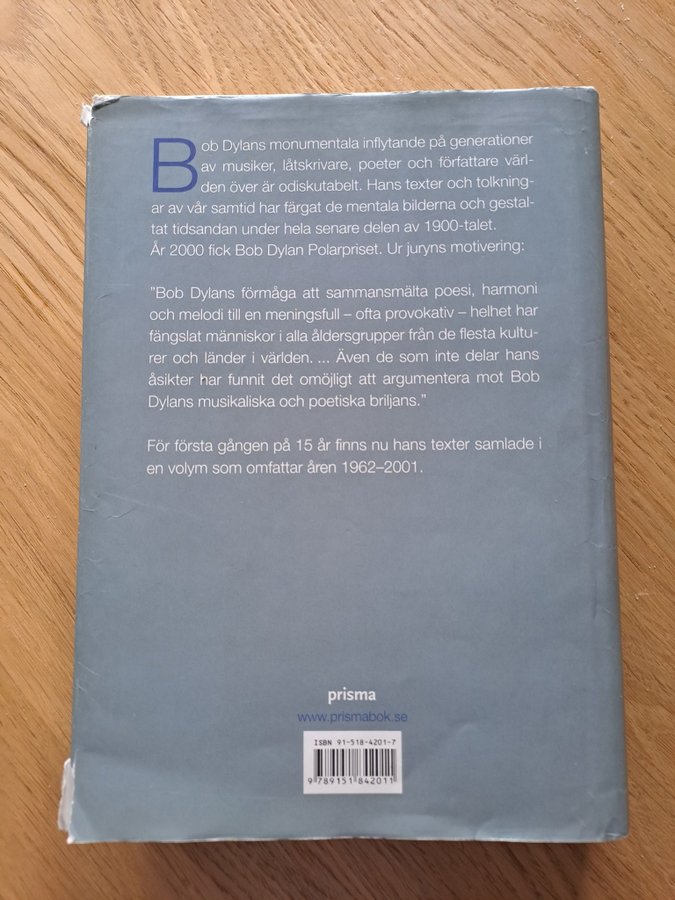 Bob Dylans monumentala inflytande på generationer
av musiker, låtskrivare, poeter och författare värl-
den över är odiskutabelt. Hans texter och tolkning-
ar av vår samtid har färgat de mentala bilderna och gestal-
tat tidsandan under hela senare delen av 1900-talet.
År 2000 fick Bob Dylan Polarpriset. Ur juryns motivering:
"Bob Dylans förmåga att sammansmälta poesi, harmoni
och melodi till en meningsfull – ofta provokativ – helhet har
fängslat människor i alla åldersgrupper från de flesta kultu-
rer och länder i världen. ... Även de som inte delar hans
åsikter har funnit det omöjligt att argumentera mot Bob
Dylans musikaliska och poetiska briljans."
För första gången på 15 år finns nu hans texter samlade i
en volym som omfattar åren 1962–2001.
prisma
www.prismabok.se
ISBN 91-518-4201-7
9 789151 842011